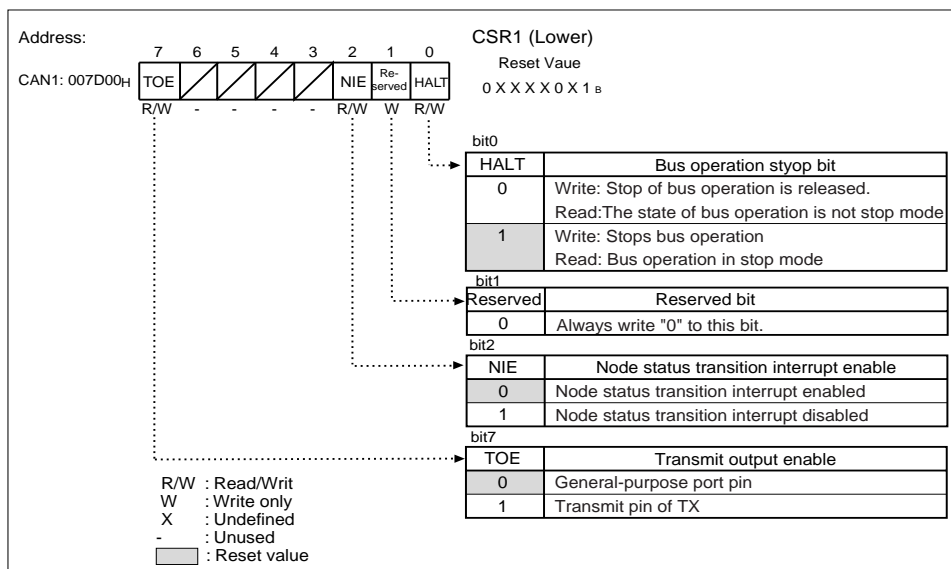 Address:
CSR1 (Lower)
7 6 5 4 3 2 1 0
Reset Vaue
CAN1: 007D00H TOE NIE Re-served HALT
0 X X X X 0 X 1 B
R/W - - - - R/W W R/W
bit0
HALT Bus operation styop bit
0 Write: Stop of bus operation is released.
Read:The state of bus operation is not stop mode
1 Write: Stops bus operation
Read: Bus operation in stop mode
bit1
Reserved Reserved bit
0 Always write "0" to this bit.
bit2
NIE Node status transition interrupt enable
0 Node status transition interrupt enabled
1 Node status transition interrupt disabled
bit7
TOE Transmit output enable
0 General-purpose port pin
1 Transmit pin of TX
R/W : Read/Writ
W : Write only
X : Undefined
- : Unused
: Reset value